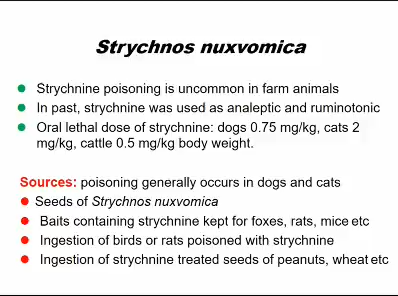 Strychnos nuxvomica
Strychnine poisoning is uncommon in farm animals
In past, strychnine was used as analeptic and ruminotonic
Oral lethal dose of strychnine: dogs 0.75 mg/kg, cats 2
mg/kg, cattle 0.5 mg/kg body weight.
Sources: poisoning generally occurs in dogs and cats
Seeds of Strychnos nuxvomica
Baits containing strychnine kept for foxes, rats, mice etc
Ingestion of birds or rats poisoned with strychnine
Ingestion of strychnine treated seeds of peanuts, wheat etc